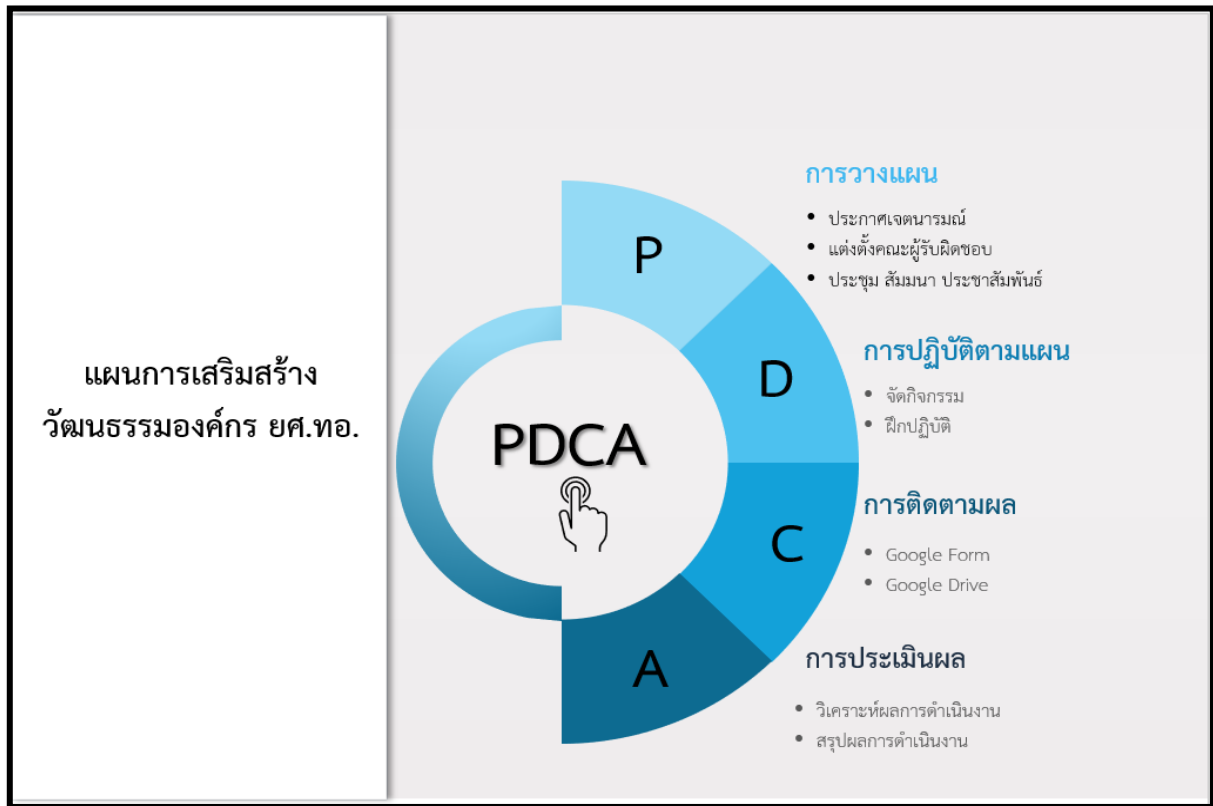 แผนการเสริมสร้าง
วัฒนธรรมองค์กร ยศ.ทอ.
PDCA
P
การวางแผน
• ประกาศเจตนารมณ์
• แต่งตั้งคณะผู้รับผิดชอบ
• ประชุม สัมมนา ประชาสัมพันธ์
D
การปฏิบัติตามแผน
• จัดกิจกรรม
• ฝึกปฏิบัติ
C
การติดตามผล
• Google Form
• Google Drive
A
การประเมินผล
• วิเคราะห์ผลการดำเนินงาน
• สรุปผลการดำเนินงาน